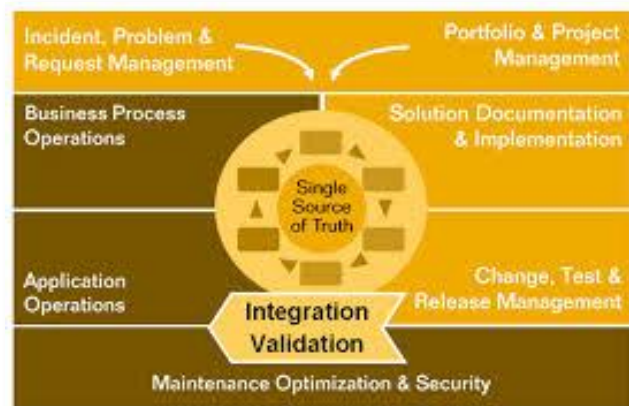 Incident, Problem &
Request Management
Portfolio & Project
Management
Business Process
Operations
Solution Documentation
& Implementation
Single
Source
of Truth
Application
Operations
Change, Test &
Release Management
Integration
Validation
Maintenance Optimization & Security